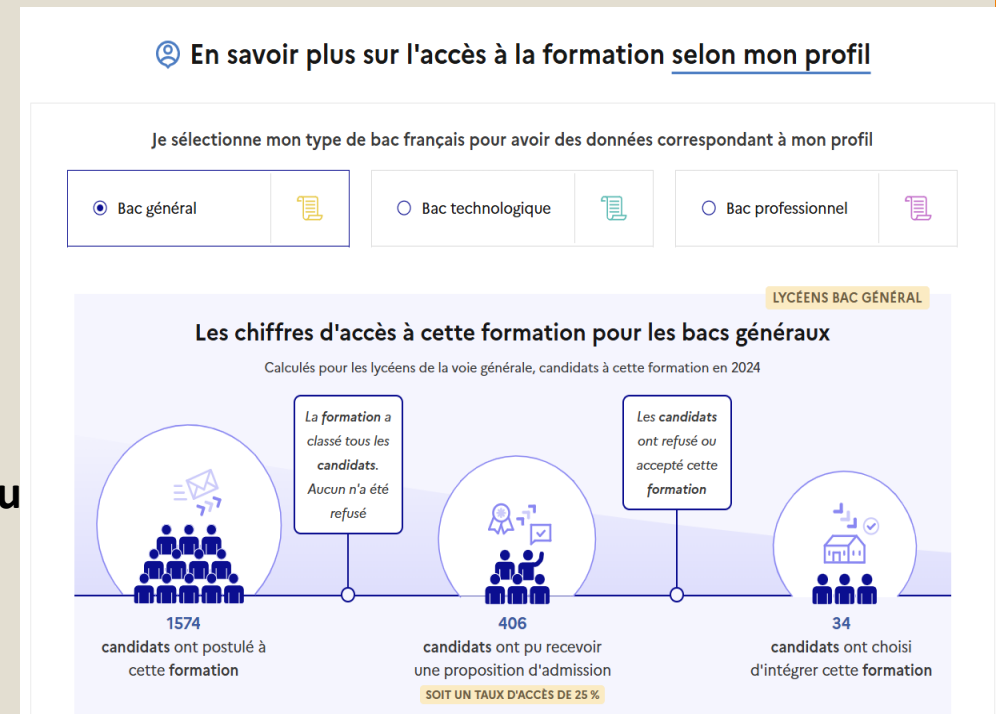 En savoir plus sur l'accès à la formation selon mon profil
Je sélectionne mon type de bac français pour avoir des données correspondant à mon profil
Bac général
Bac technologique
Bac professionnel
LYCÉENS BAC GÉNÉRAL
Les chiffres d'accès à cette formation pour les bacs généraux
Calculés pour les lycéens de la voie générale, candidats à cette formation en 2024
La formation a
classé tous les
candidats.
Aucun n'a été
refusé
Les candidats
ont refusé ou
accepté cette
formation
u
1574
candidats ont postulé à
cette formation
406
candidats ont pu recevoir
une proposition d'admission
SOIT UN TAUX D'ACCÈS DE 25 %
34
candidats ont choisi
d'intégrer cette formation